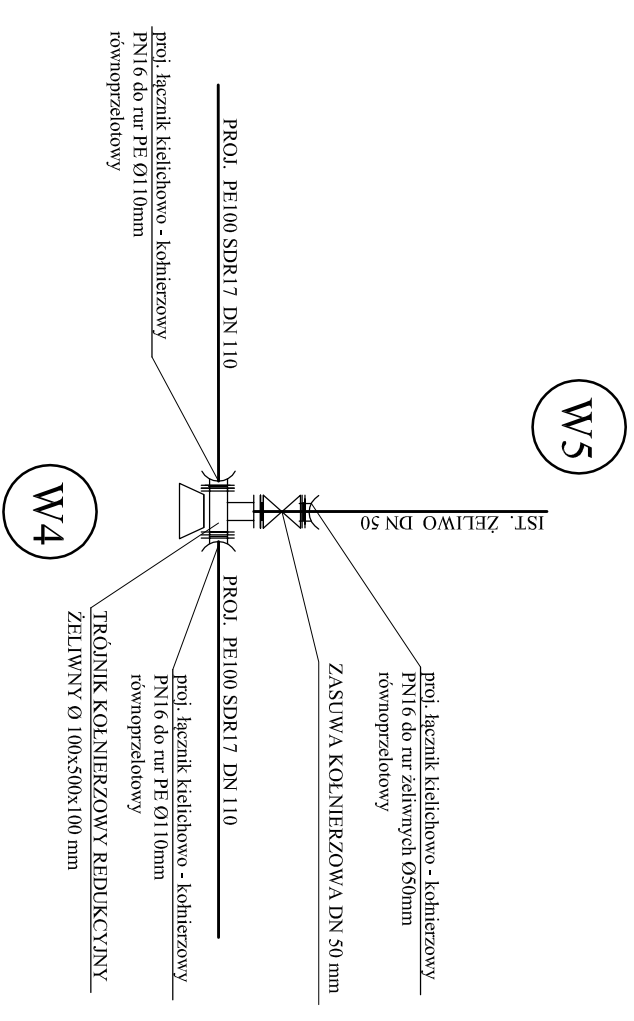 W5
IST. ŻELIWO DN 50
proj. łącznik kielichowo - kołnierzowy
PN16 do rur żeliwnych Ø50mm
równoprzelotowy
ZASUWA KOŁNIERZOWA DN 50 mm
PROJ. PE100 SDR17 DN 110
PROJ. PE100 SDR17 DN 110
proj. łącznik kielichowo - kołnierzowy
PN16 do rur PE Ø110mm
równoprzelotowy
proj. łącznik kielichowo - kołnierzowy
PN16 do rur PE Ø110mm
równoprzelotowy
TRÓJNIK KOŁNIERZOWY REDUKCYJNY
ŻELIWNY Ø 100x500x100 mm
W4